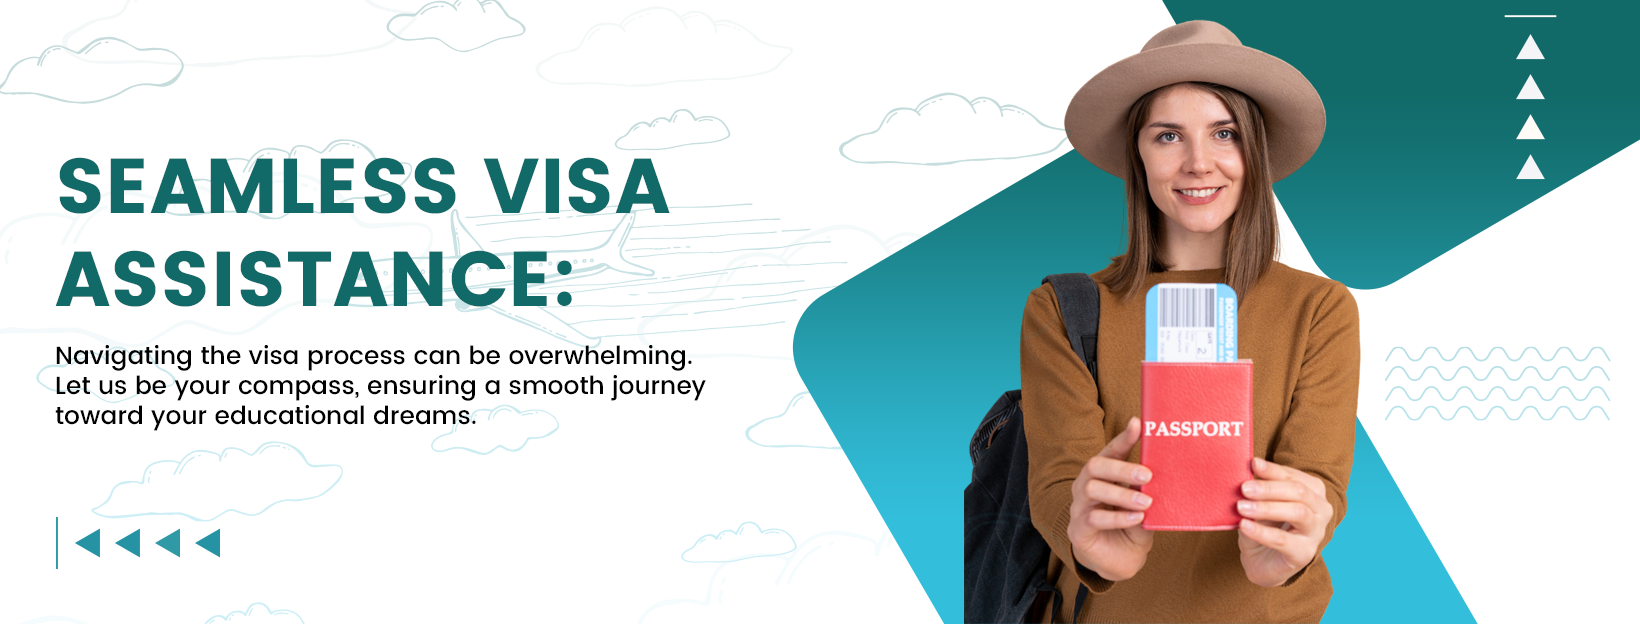 SEAMLESS VISA
ASSISTANCE:
Navigating the visa process can be overwhelming.
Let us be your compass, ensuring a smooth journey
toward your educational dreams.
BOARDING
PASSPORT